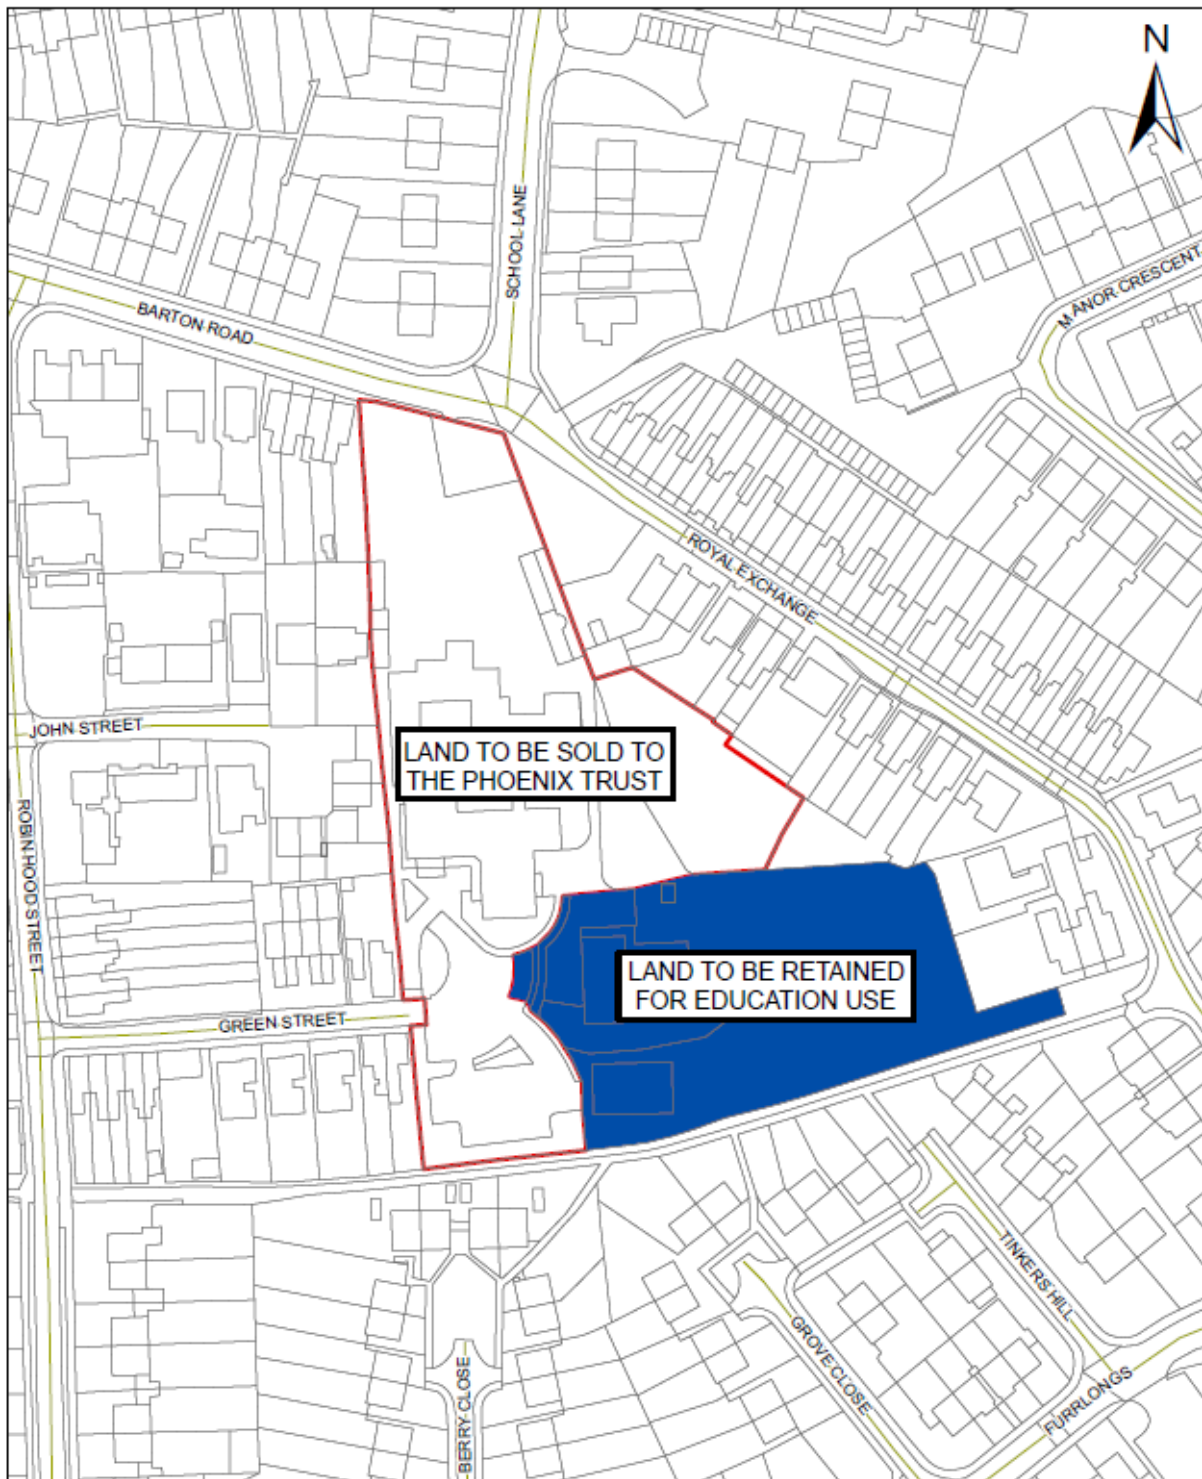 N
SCHOOL LANE
MANOR CRESCENT
BARTON ROAD
ROYAL EXCHANGE
JOHN STREET
LAND TO BE SOLD TO
THE PHOENIX TRUST
ROBIN HOOD STREET
LAND TO BE RETAINED
FOR EDUCATION USE
GREEN STREET
TINKERS HILL
GROVE CLOSE
BERRY CLOSE
FURRLONGS